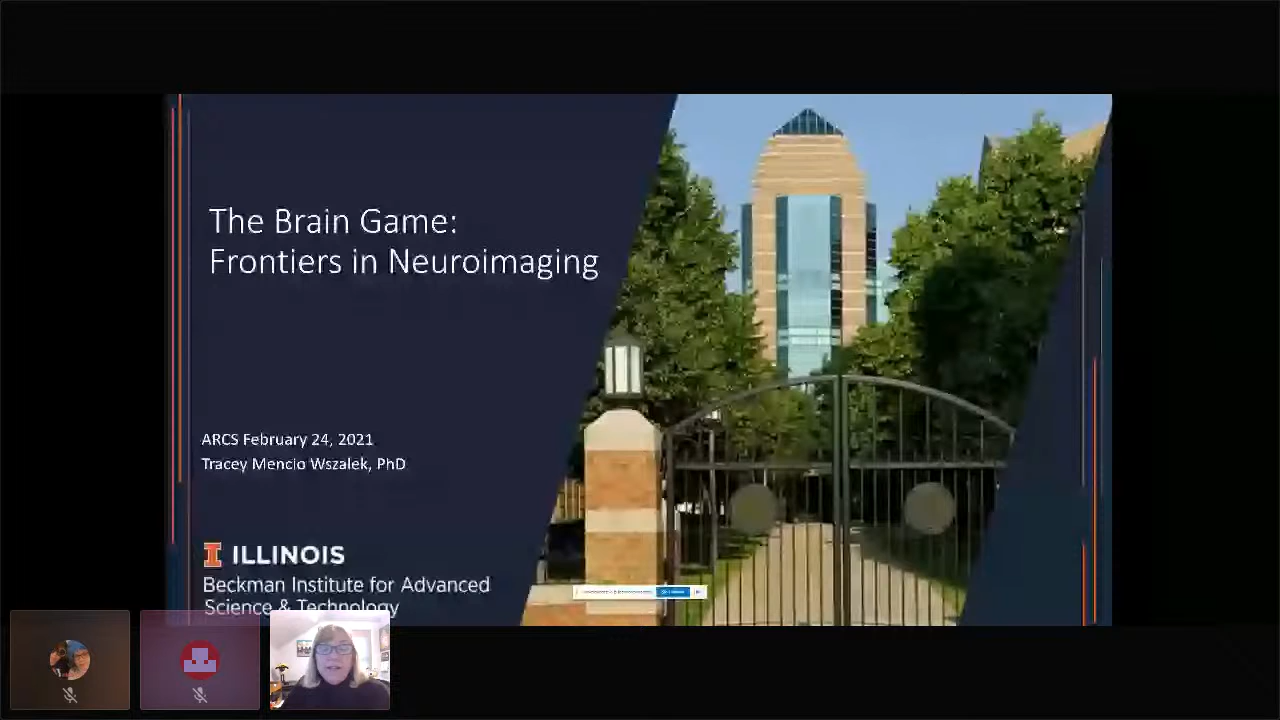 The Brain Game:
Frontiers in Neuroimaging
ARCS February 24, 2021
Tracey Mencio Wszalek, PhD
I ILLINOIS
Beckman Institute for Advanced
Science & Technology